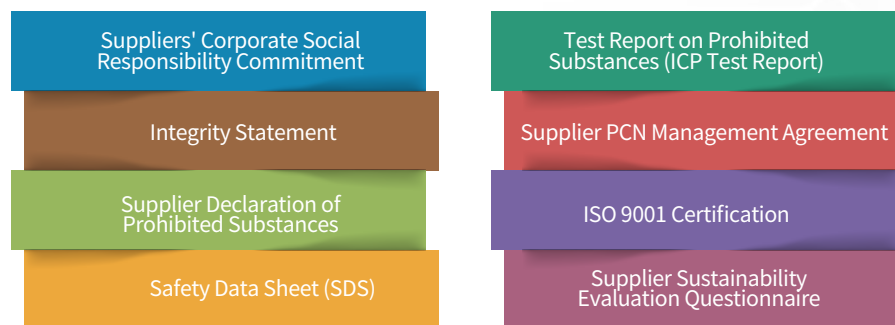 Suppliers' Corporate Social
Responsibility Commitment
Integrity Statement
Supplier Declaration of
Prohibited Substances
Safety Data Sheet (SDS)
Test Report on Prohibited
Substances (ICP Test Report)
Supplier PCN Management Agreement
ISO 9001 Certification
Supplier Sustainability
Evaluation Questionnaire